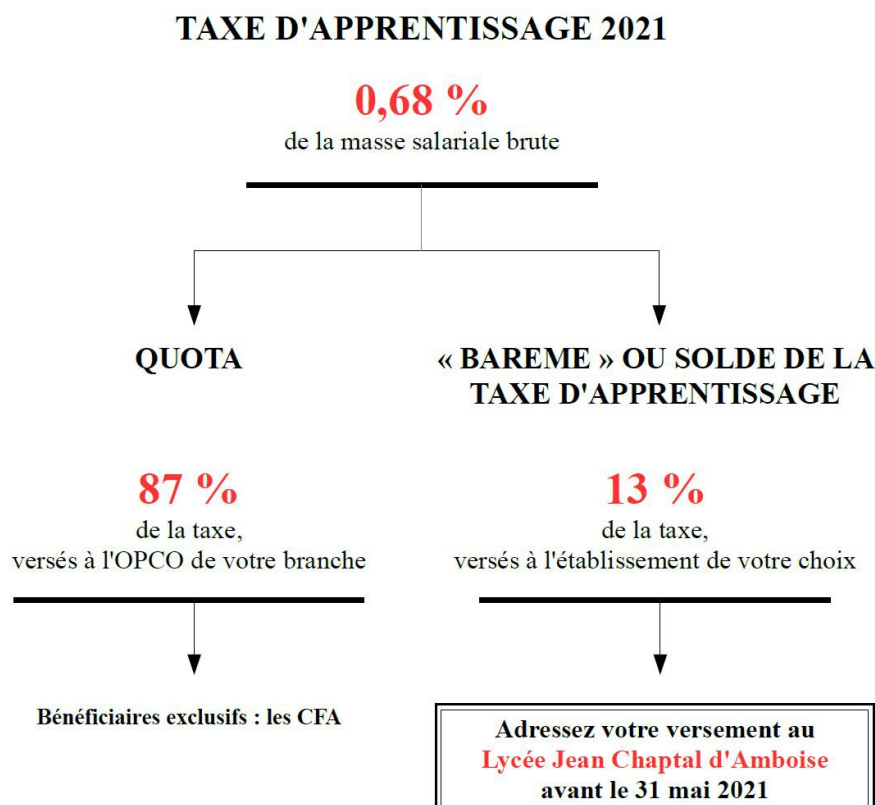 TAXE D'APPRENTISSAGE 2021
0,68 %
de la masse salariale brute
QUOTA
87 %
de la taxe,
versés à l'OPCO de votre branche
Bénéficiaires exclusifs : les CFA
« BAREME » OU SOLDE DE LA
TAXE D'APPRENTISSAGE
13 %
de la taxe,
versés à l'établissement de votre choix
Adressez votre versement au
Lycée Jean Chaptal d'Amboise
avant le 31 mai 2021